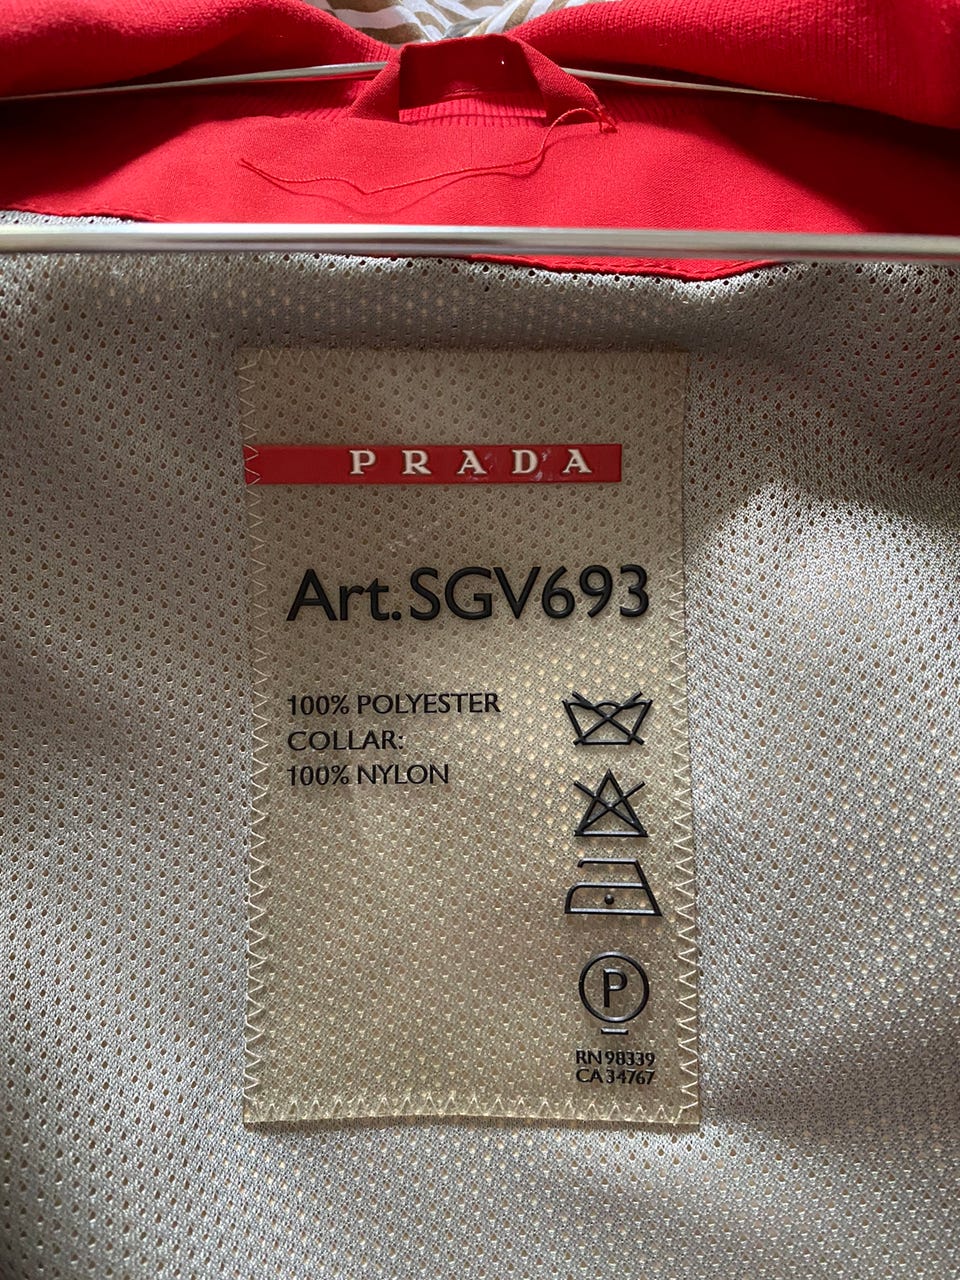 PRADA
Art. SGV693
100% POLYESTER
COLLAR:
100% NYLON
P
RN 98339
CA 34767